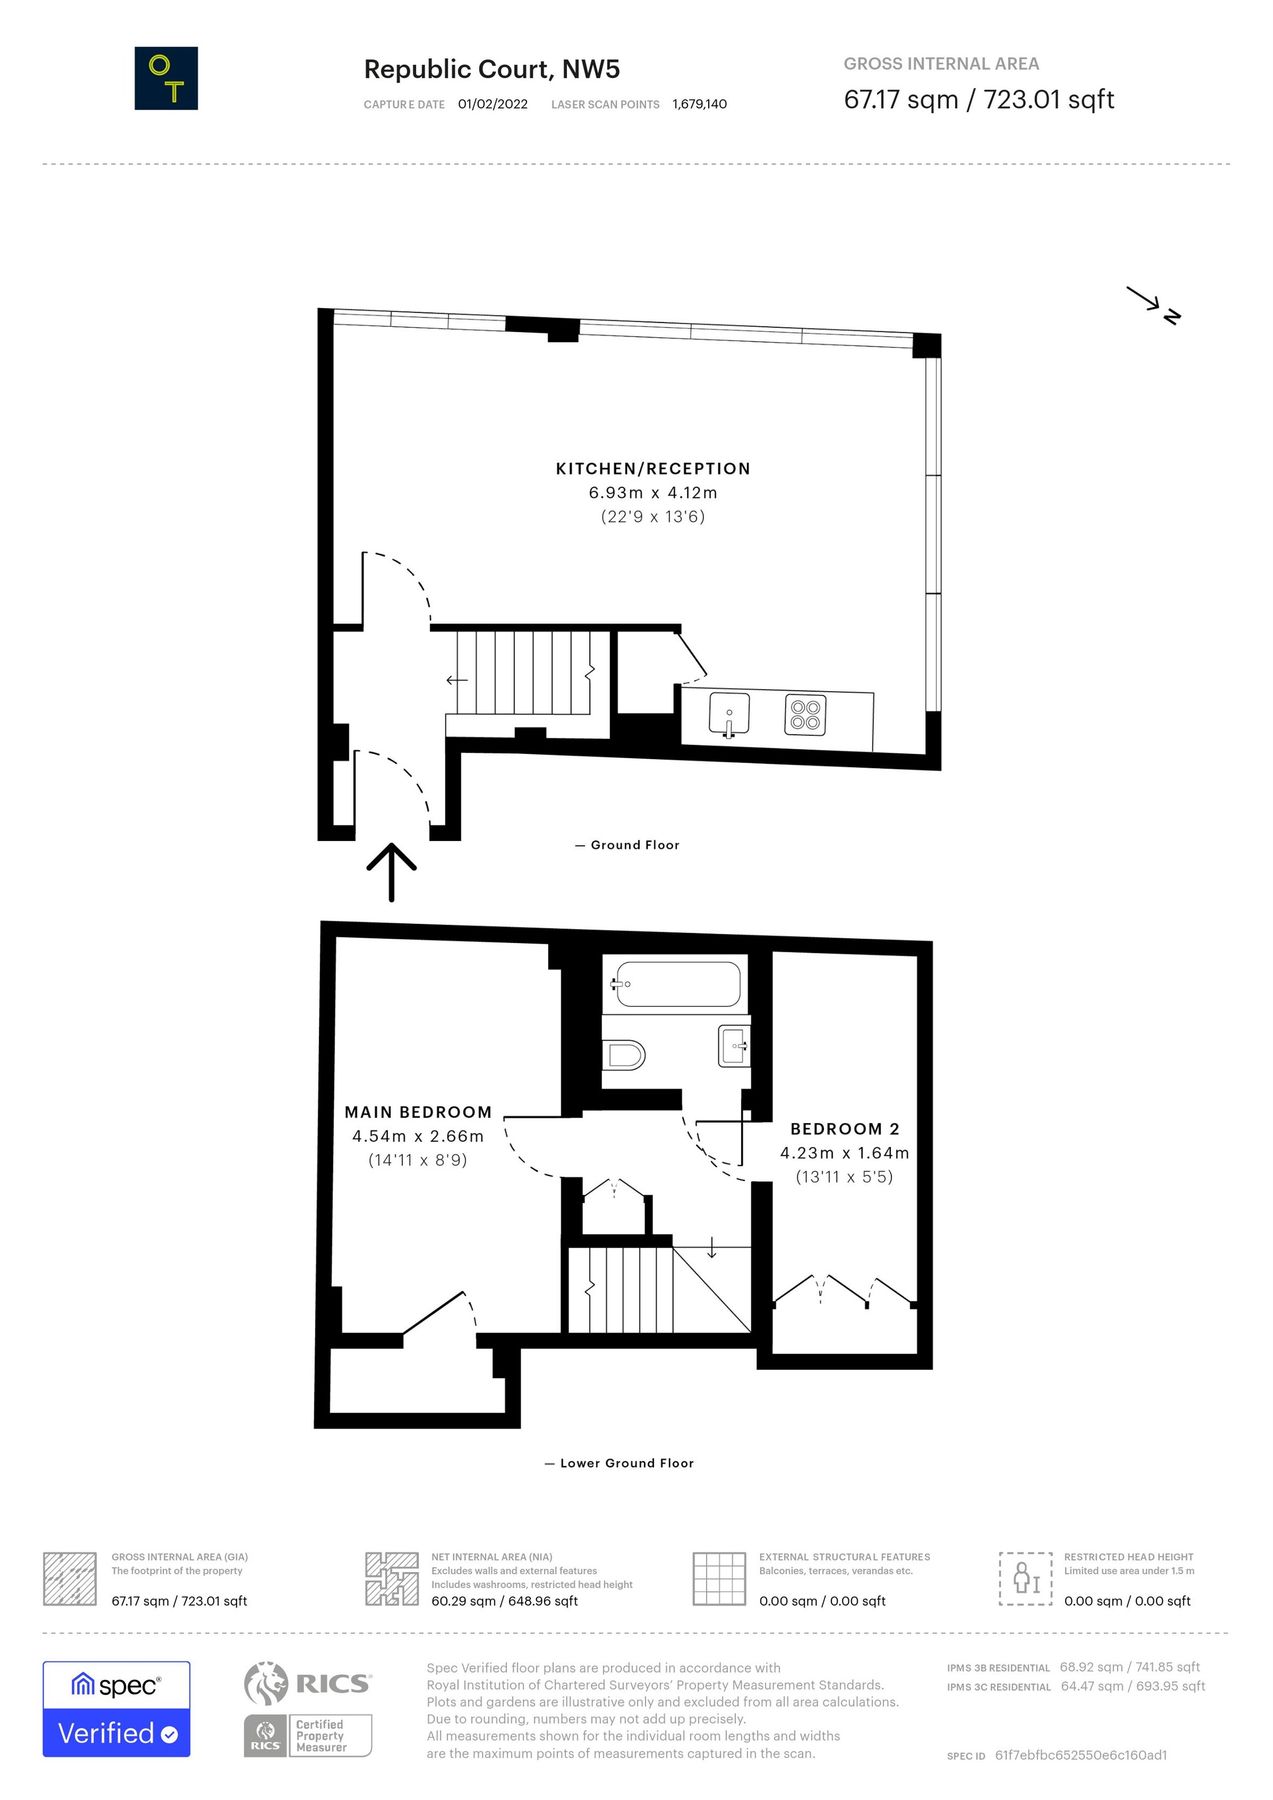 O
T
Republic Court, NW5
CAPTURE DATE 01/02/2022 LASER SCAN POINTS 1,679,140
GROSS INTERNAL AREA
67.17 sqm / 723.01 sqft
N
KITCHEN/RECEPTION
6.93m x 4.12m
(22'9 x 13'6)
— Ground Floor
MAIN BEDROOM
4.54m x 2.66m
(14'11 x 8'9)
BEDROOM 2
4.23m x 1.64m
(13'11 x 5'5)
— Lower Ground Floor
GROSS INTERNAL AREA (GIA)
The footprint of the property
67.17 sqm / 723.01 sqft
NET INTERNAL AREA (NIA)
Excludes walls and external features
Includes washrooms, restricted head height
60.29 sqm / 648.96 sqft
EXTERNAL STRUCTURAL FEATURES
Balconies, terraces, verandas etc.
0.00 sqm / 0.00 sqft
RESTRICTED HEAD HEIGHT
Limited use area under 1.5 m
0.00 sqm / 0.00 sqft
spec®
Verified
RICS®
RICS
Certified
Property
Measurer
Spec Verified floor plans are produced in accordance with
Royal Institution of Chartered Surveyors' Property Measurement Standards.
Plots and gardens are illustrative only and excluded from all area calculations.
Due to rounding, numbers may not add up precisely.
All measurements shown for the individual room lengths and widths
are the maximum points of measurements captured in the scan.
IPMS 3B RESIDENTIAL 68.92 sqm / 741.85 sqft
IPMS 3C RESIDENTIAL 64.47 sqm / 693.95 sqft
SPEC ID 61f7ebfbc652550e6c160ad1